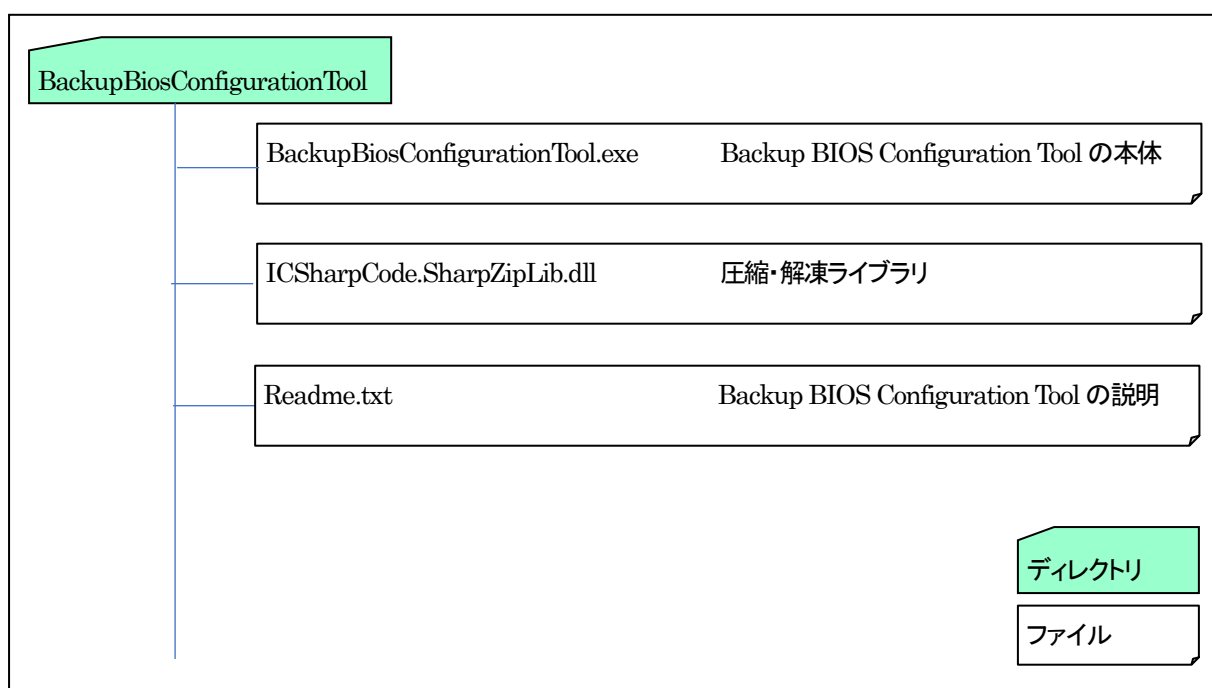 BackupBiosConfigurationTool
BackupBiosConfigurationTool.exe Backup BIOS Configuration Tool の本体
ICSharpCode.SharpZipLib.dll 圧縮・解凍ライブラリ
Readme.txt Backup BIOS Configuration Tool の説明
ディレクトリ
ファイル